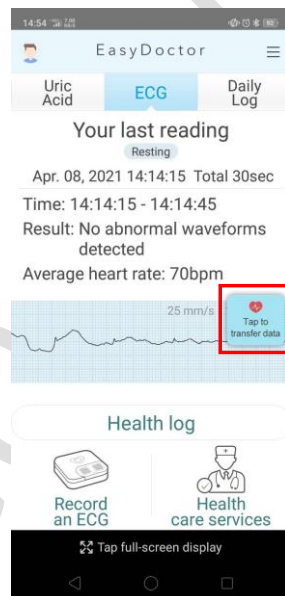 14:54
EasyDoctor
Uric
Acid
ECG
Daily
Log
Your last reading
Resting
Apr. 08, 2021 14:14:15 Total 30sec
Time: 14:14:15 - 14:14:45
Result: No abnormal waveforms
detected
Average heart rate: 70bpm
25 mm/s
Tap to
transfer data
Health log
Record
an ECG
Health
care services
Tap full-screen display